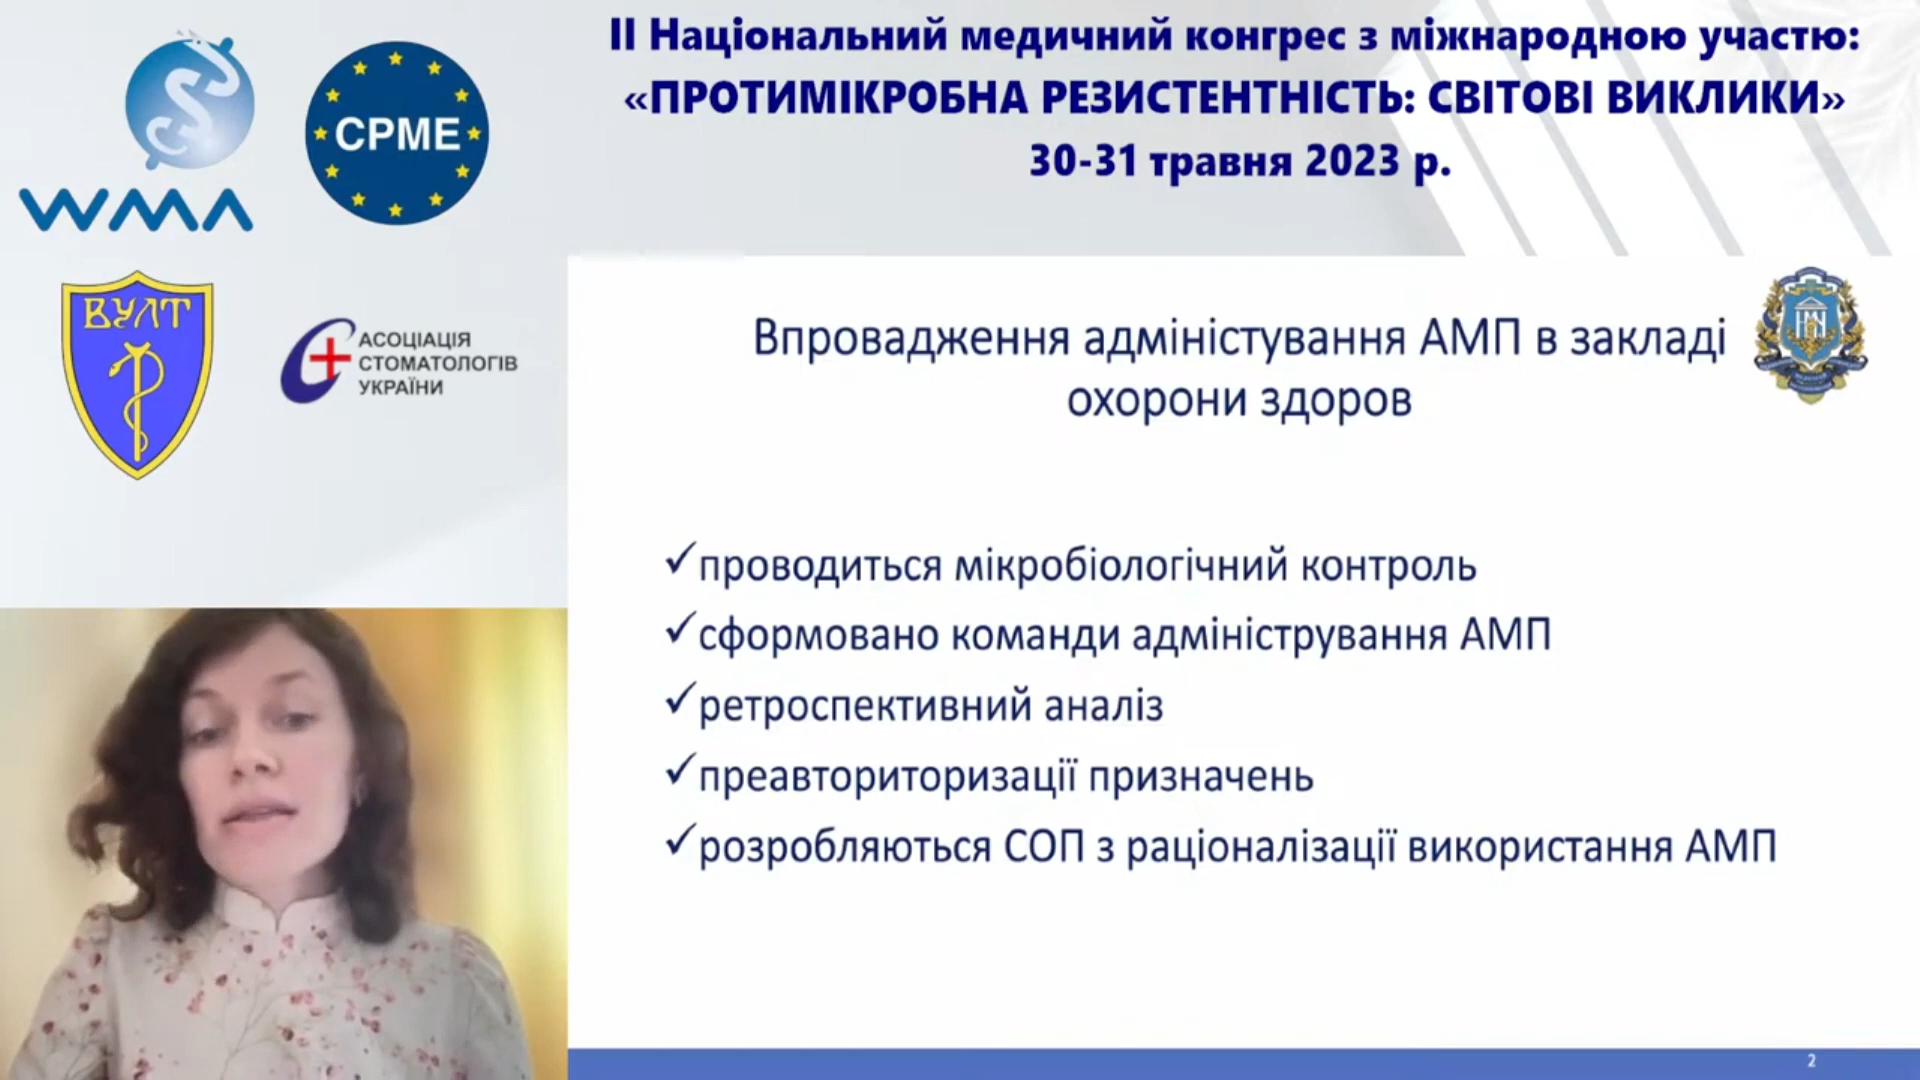 II Національний медичний конгрес з міжнародною участю:
«ПРОТИМІКРОБНА РЕЗИСТЕНТНІСТЬ: СВІТОВІ ВИКЛИКИ»
30-31 травня 2023 р.
WMA
CPME
ВУЛТ
АСОЦІАЦІЯ
СТОМАТОЛОГІВ
УКРАЇНИ
Впровадження адміністування АМП в закладі
охорони здоров
✓проводиться мікробіологічний контроль
✓сформовано команди адміністрування АМП
✓ретроспективний аналіз
✓преавториторизації призначень
✓розробляються СОП з раціоналізації використання АМП
2